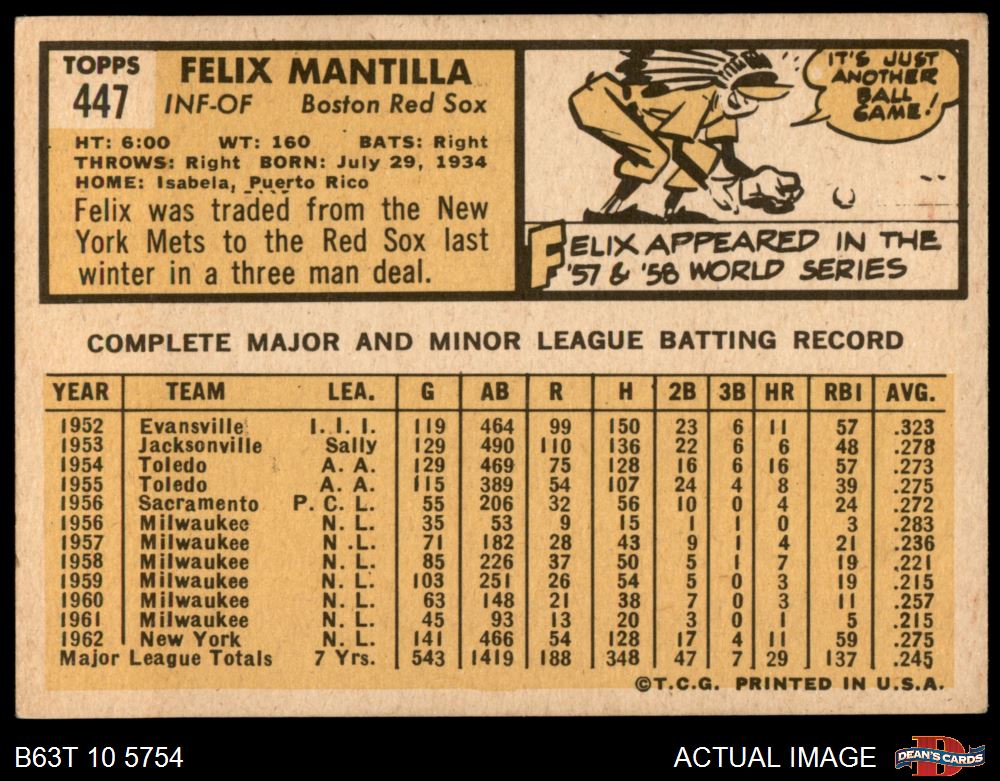 TOPPS
447
FELIX MANTILLA
INF-OF Boston Red Sox
HT: 6:00 WT: 160 BATS: Right
THROWS: Right BORN: July 29, 1934
HOME: Isabela, Puerto Rico
Felix was traded from the New
York Mets to the Red Sox last
winter in a three man deal.
IT'S JUST
ANOTHER
BALL
GAME!
FELIX APPEARED IN THE
'57 & '58 WORLD SERIES
COMPLETE MAJOR AND MINOR LEAGUE BATTING RECORD
YEAR TEAM LEA. G AB R H 2B 3B HR RBI AVG.
1952 Evansville I. I. I. 119 464 99 150 23 6 11 57 .323
1953 Jacksonville Sally 129 490 110 136 22 6 6 48 .278
1954 Toledo A. A. 129 469 75 128 16 6 16 57 .273
1955 Toledo A. A. 115 389 54 107 24 4 8 39 .275
1956 Sacramento P. C. L. 55 206 32 56 10 0 4 24 .272
1956 Milwaukee N. L. 35 53 9 15 1 1 0 3 .283
1957 Milwaukee N .L. 71 182 28 43 9 1 4 21 .236
1958 Milwaukee N. L. 85 226 37 50 5 1 7 19 .221
1959 Milwaukee N. L. 103 251 26 54 5 0 3 19 .215
1960 Milwaukee N. L. 63 148 21 38 7 0 3 11 .257
1961 Milwaukee N. L. 45 93 13 20 3 0 1 5 .215
1962 New York N. L. 141 466 54 128 17 4 11 59 .275
Major League Totals 7 Yrs. 543 1419 188 348 47 7 29 137 .245
©T.C.G. PRINTED IN U.S.A.
B63T 10 5754
ACTUAL IMAGE
D
DEAN'S CARDS